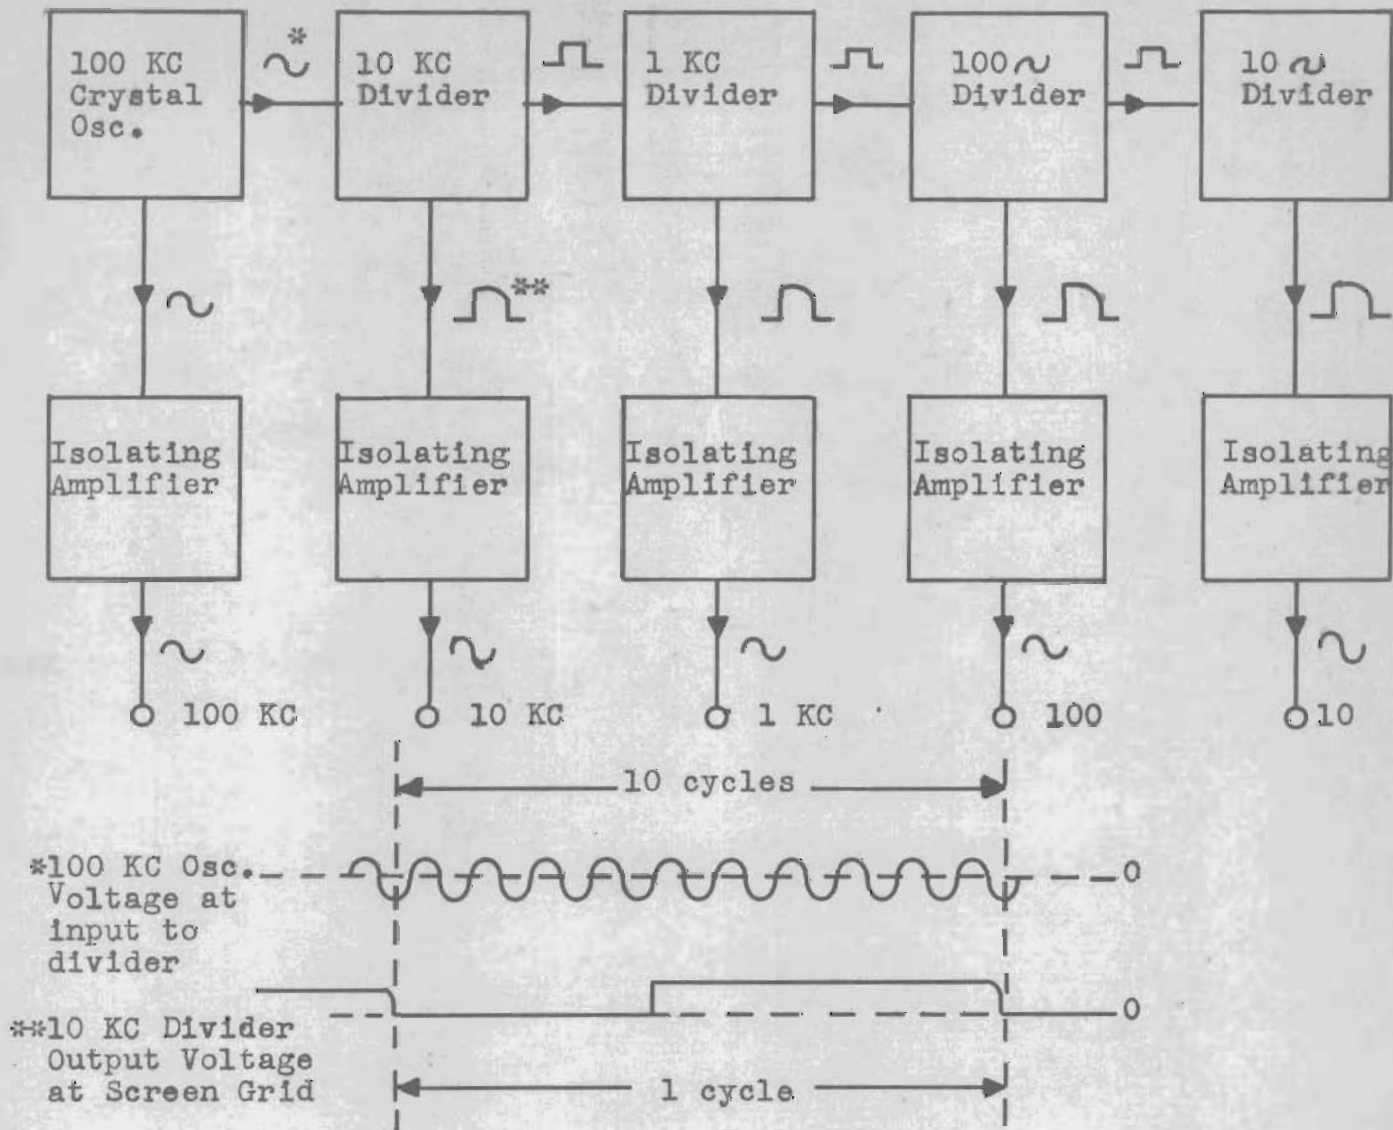 100 KC
Crystal
Osc.
*
10 KC
Divider
1 KC
Divider
100 ~
Divider
10 ~
Divider
**
Isolating
Amplifier
Isolating
Amplifier
Isolating
Amplifier
Isolating
Amplifier
Isolating
Amplifier
100 KC
10 KC
1 KC
100
10
10 cycles
*100 KC Osc.
Voltage at
input to
divider
0
**10 KC Divider
Output Voltage
at Screen Grid
0
1 cycle